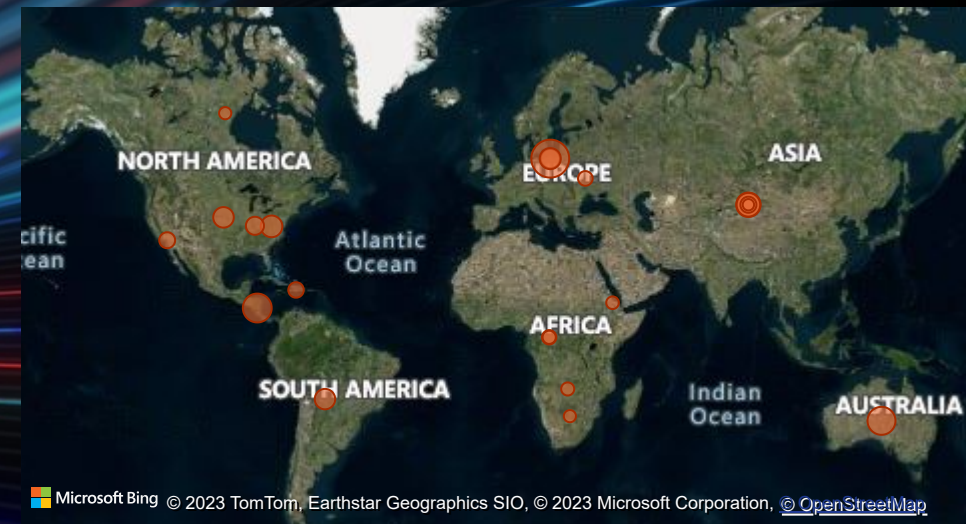 NORTH AMERICA
EUROPE
ASIA
cific
ean
Atlantic
Ocean
AFRICA
SOUTH AMERICA
Indian
Ocean
AUSTRALIA
Microsoft Bing © 2023 TomTom, Earthstar Geographics SIO, © 2023 Microsoft Corporation, © OpenStreetMap